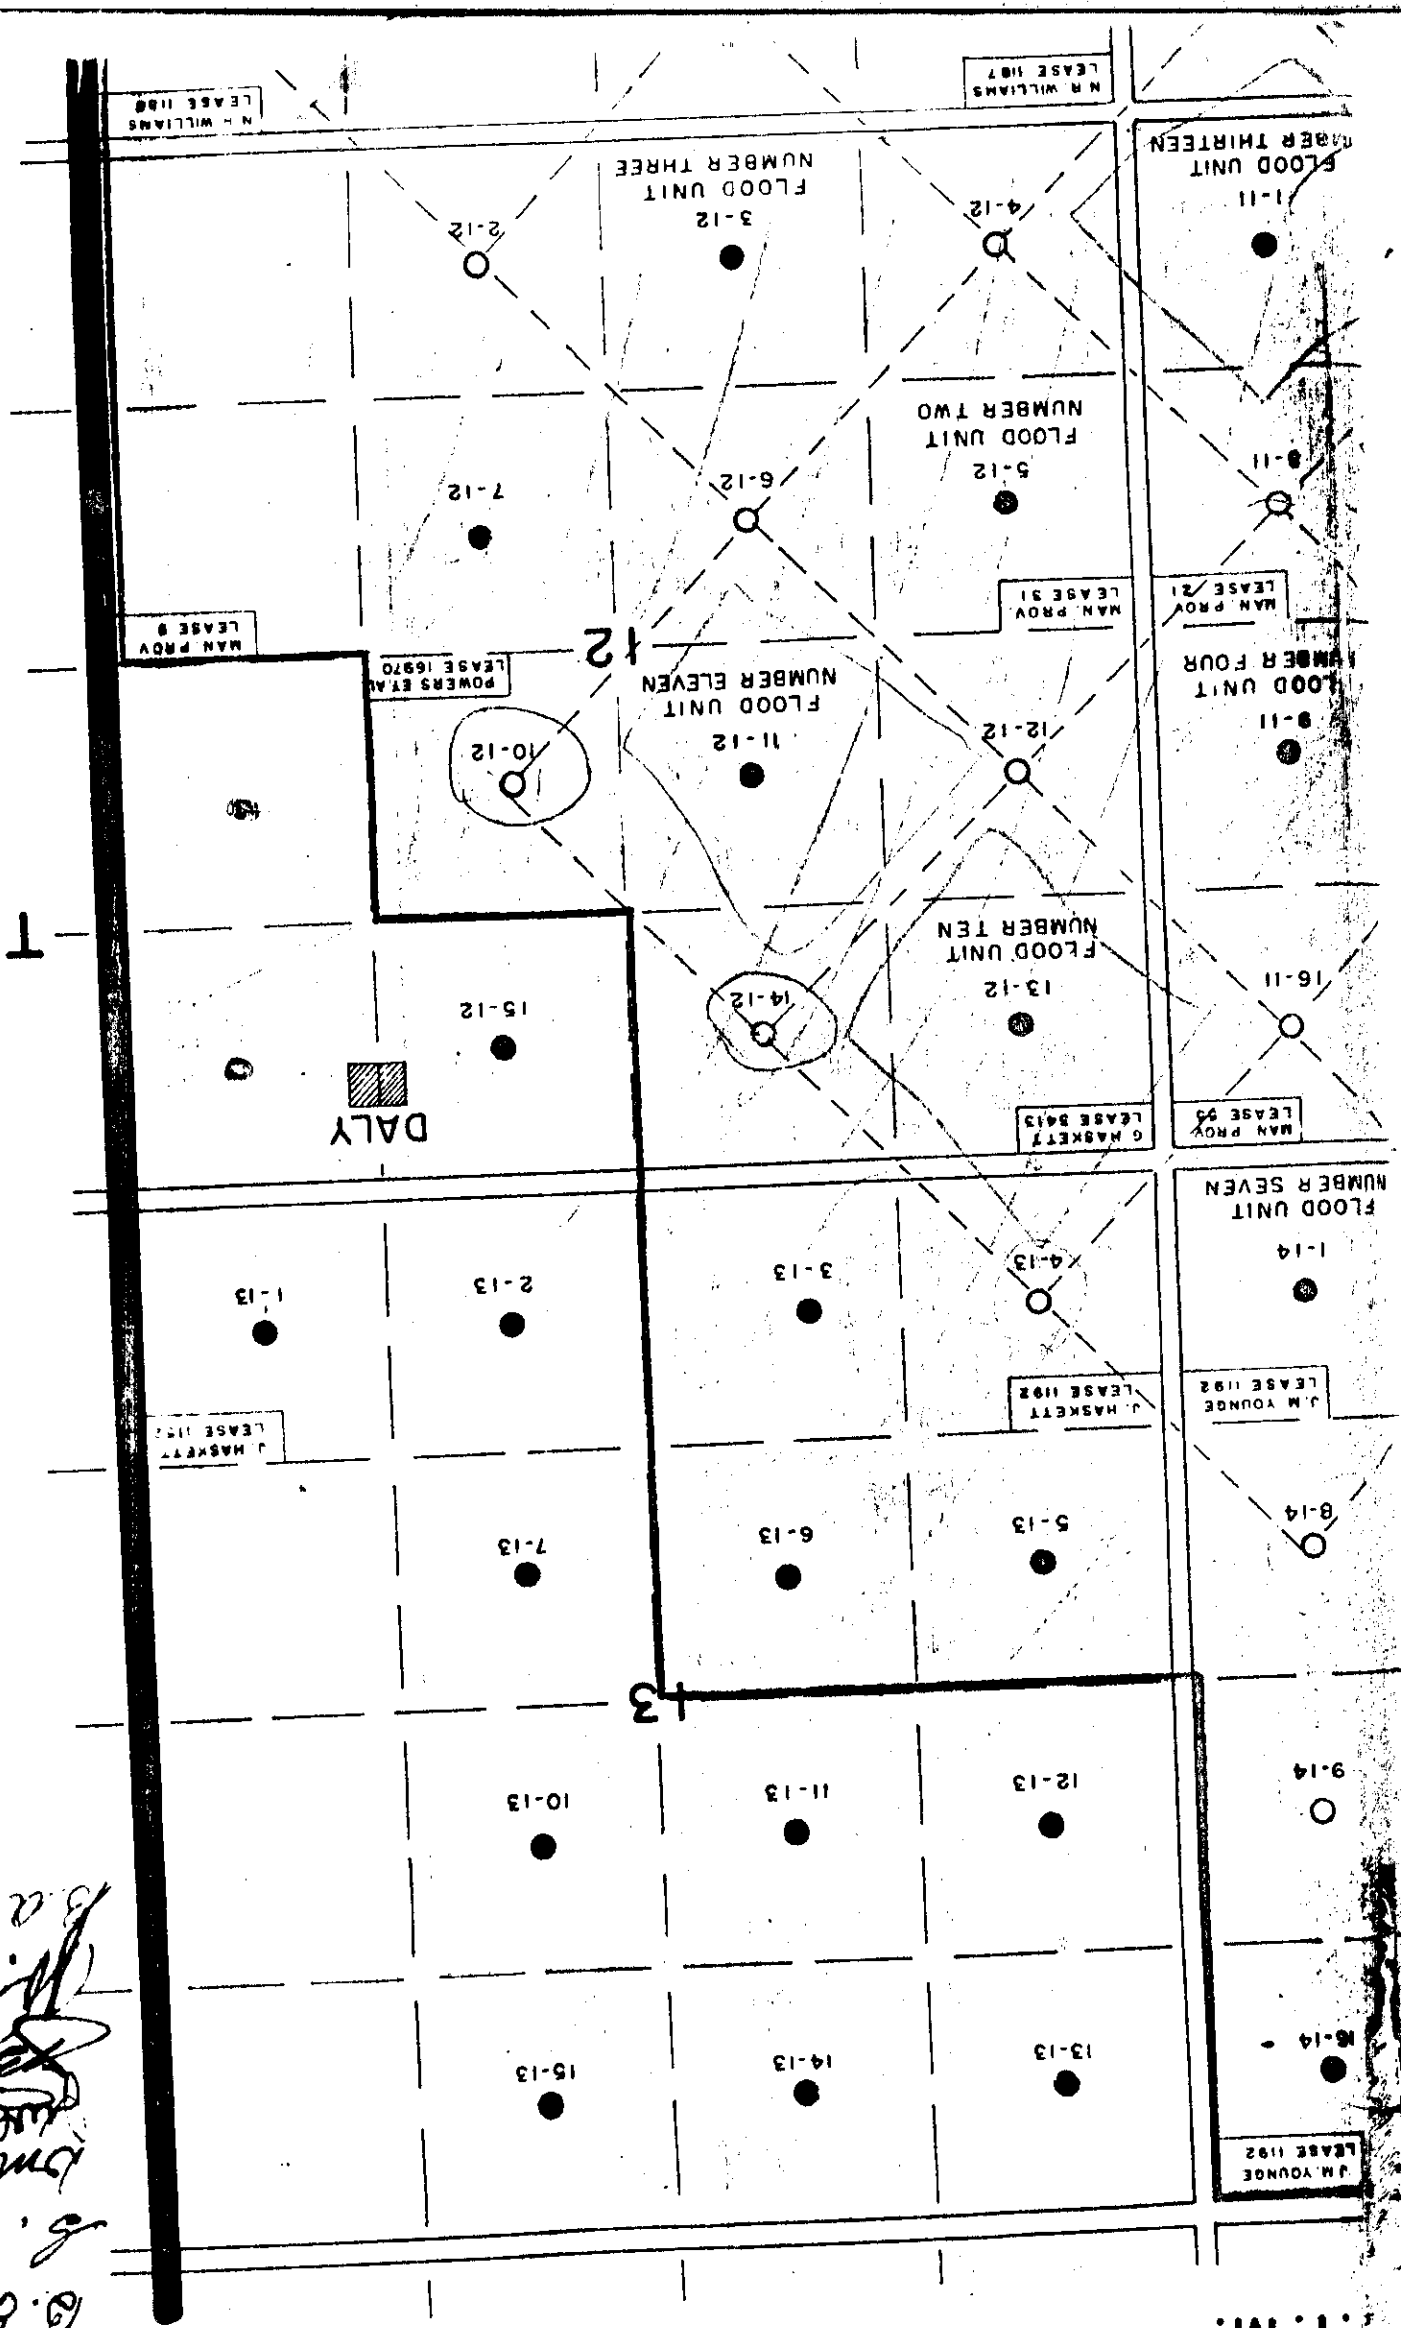 J.M. YOUNGE
LEASE 1192
16-14
13-13
14-13
15-13
9-14
12-13
11-13
10-13
13
8-14
5-13
6-13
7-13
J.M. YOUNGE
LEASE 1192
J. HASKETT
LEASE 1192
J. HASKETT
1-14
4-13
3-13
2-13
1-13
FLOOD UNIT
NUMBER SEVEN
DALY
MAN. PROV
LEASE 95
G. HASKETT
LEASE 3413
16-11
13-12
14-12
15-12
FLOOD UNIT
NUMBER TEN
T
9-11
12-12
11-12
10-12
FLOOD UNIT
NUMBER FOUR
FLOOD UNIT
NUMBER ELEVEN
POWERS ET.AL
LEASE 16970
12
MAN. PROV
LEASE 9
MAN. PROV
LEASE 21
MAN. PROV
LEASE 31
8-11
5-12
6-12
7-12
FLOOD UNIT
NUMBER TWO
1-11
4-12
3-12
2-12
FLOOD UNIT
NUMBER THIRTEEN
FLOOD UNIT
NUMBER THREE
N.R. WILLIAMS
LEASE 1187
WILLIAMS
LEASE 1188